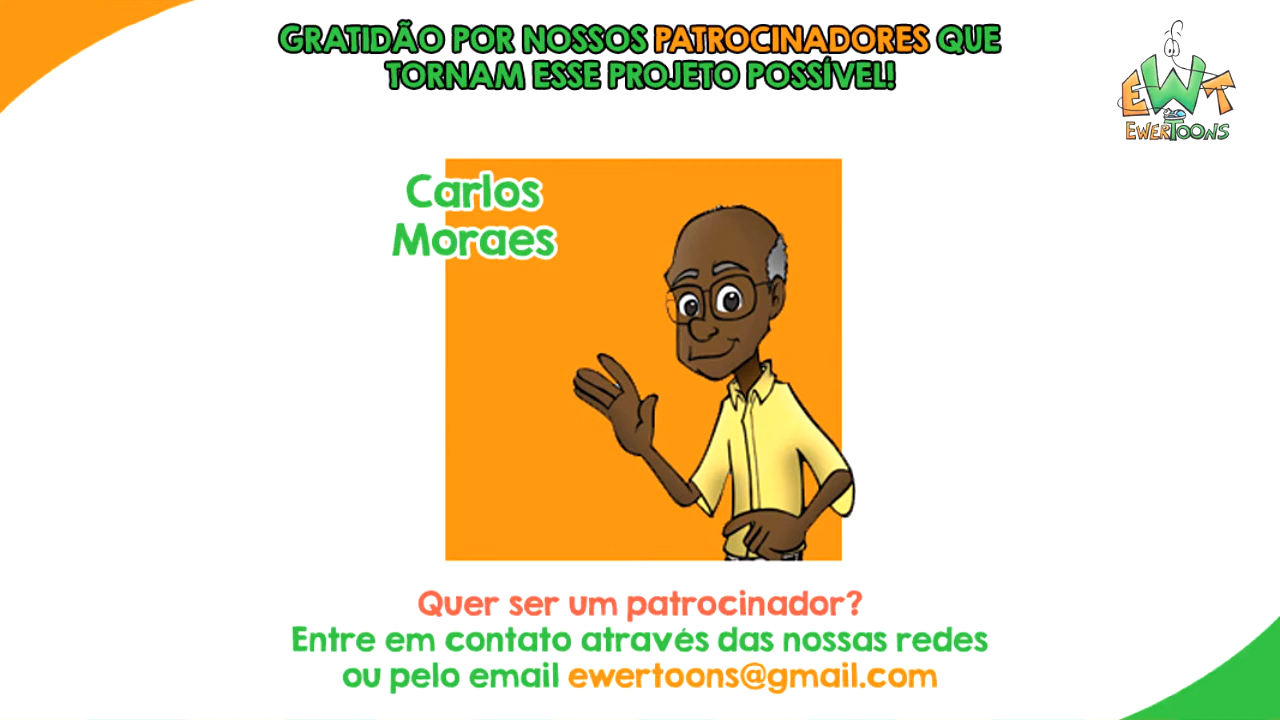 GRATIDÃO POR NOSSOS PATROCINADORES QUE
TORNAM ESSE PROJETO POSSÍVEL!
EWT
EWERTOONS
Carlos
Moraes
Quer ser um patrocinador?
Entre em contato através das nossas redes
ou pelo email ewertoons@gmail.com